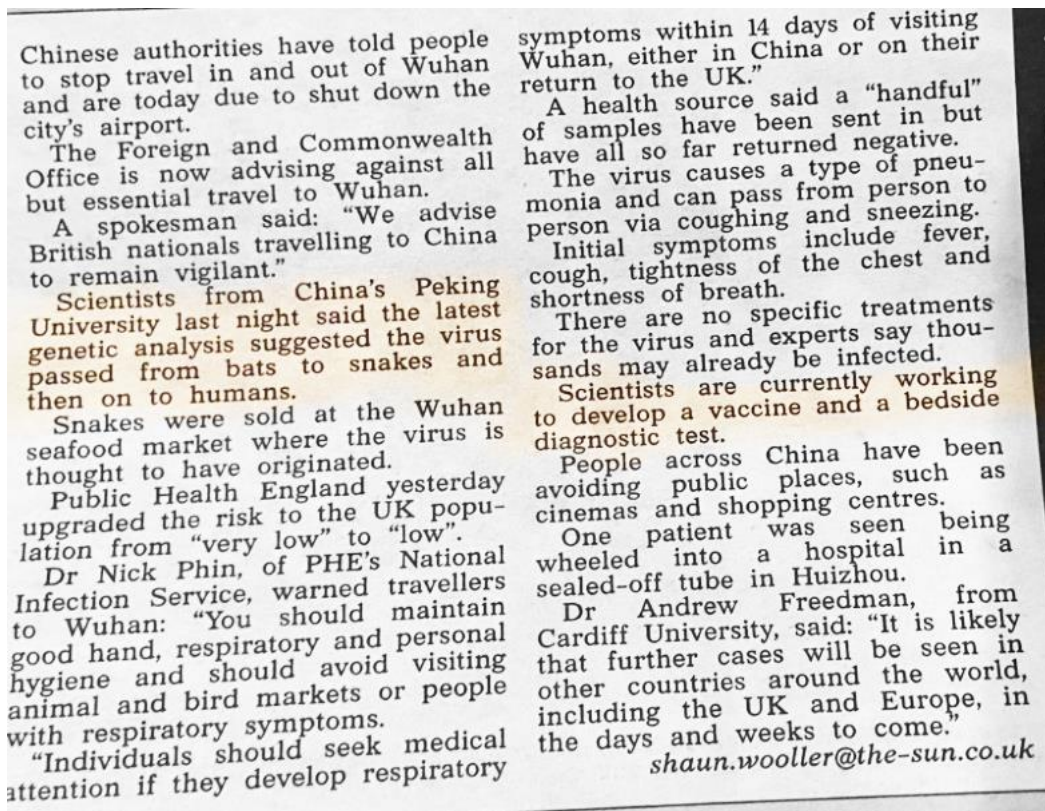 Chinese authorities have told people
to stop travel in and out of Wuhan
and are today due to shut down the
city's airport.
The Foreign and Commonwealth
Office is now advising against all
but essential travel to Wuhan.
A spokesman said: “We advise
British nationals travelling to China
to remain vigilant.”
Scientists from China's Peking
University last night said the latest
genetic analysis suggested the virus
passed from bats to snakes and
then on to humans.
Snakes were sold at the Wuhan
seafood market where the virus is
thought to have originated.
Public Health England yesterday
upgraded the risk to the UK popu-
lation from “very low” to “low”.
Dr Nick Phin, of PHE's National
Infection Service, warned travellers
to Wuhan: “You should maintain
good hand, respiratory and personal
hygiene and should avoid visiting
animal and bird markets or people
with respiratory symptoms.
“Individuals should seek medical
attention if they develop respiratory
symptoms within 14 days of visiting
Wuhan, either in China or on their
return to the UK.”
A health source said a “handful”
of samples have been sent in but
have all so far returned negative.
The virus causes a type of pneu-
monia and can pass from person to
person via coughing and sneezing.
Initial symptoms include fever,
cough, tightness of the chest and
shortness of breath.
There are no specific treatments
for the virus and experts say thou-
sands may already be infected.
Scientists are currently working
to develop a vaccine and a bedside
diagnostic test.
People across China have been
avoiding public places, such as
cinemas and shopping centres.
One patient was seen being
wheeled into a hospital in a
sealed-off tube in Huizhou.
Dr Andrew Freedman, from
Cardiff University, said: “It is likely
that further cases will be seen in
other countries around the world,
including the UK and Europe, in
the days and weeks to come.”
shaun.wooller@the-sun.co.uk